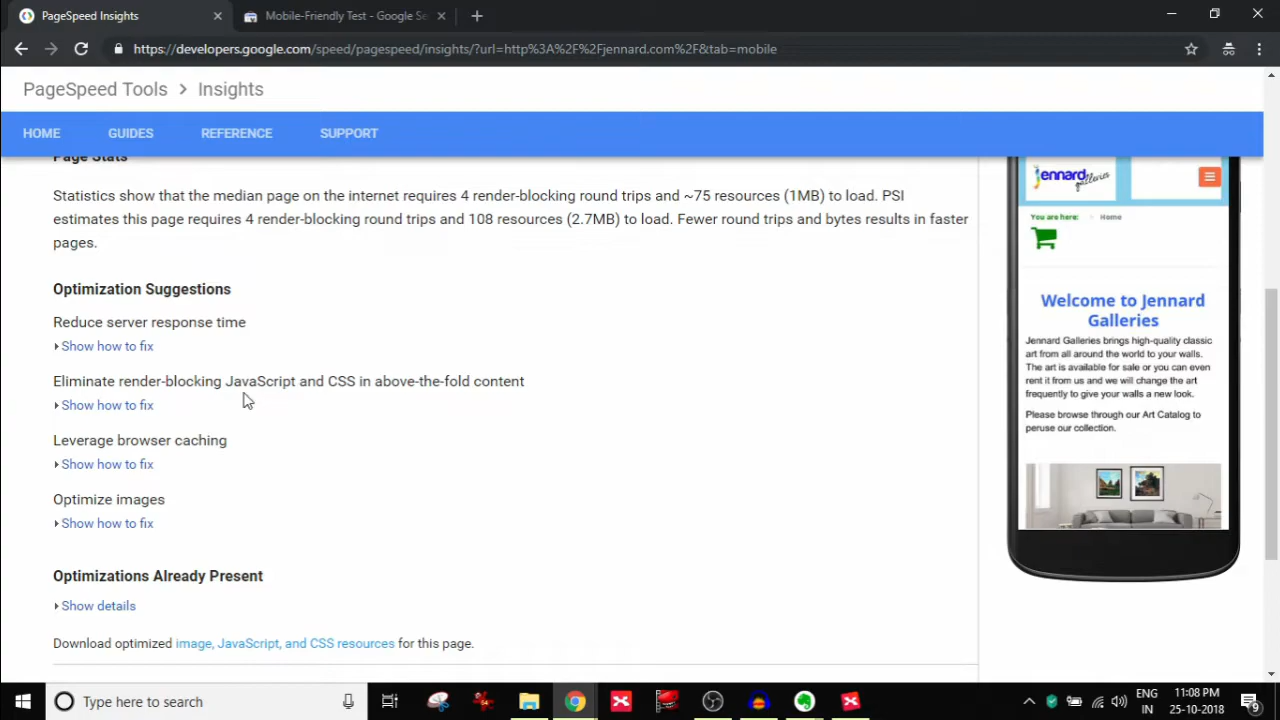 PageSpeed Insights
Mobile-Friendly Test - Google Se
https://developers.google.com/speed/pagespeed/insights/?url=http%3A%2F%2Fjennard.com%2F&tab=mobile
PageSpeed Tools > Insights
HOME GUIDES REFERENCE SUPPORT
Page Stats
Statistics show that the median page on the internet requires 4 render-blocking round trips and ~75 resources (1MB) to load. PSI
estimates this page requires 4 render-blocking round trips and 108 resources (2.7MB) to load. Fewer round trips and bytes results in faster
pages.
Optimization Suggestions
Reduce server response time
Show how to fix
Eliminate render-blocking JavaScript and CSS in above-the-fold content
Show how to fix
Leverage browser caching
Show how to fix
Optimize images
Show how to fix
Optimizations Already Present
Show details
Download optimized image, JavaScript, and CSS resources for this page.
jennard
galleries
You are here: > Home
Welcome to Jennard
Galleries
Jennard Galleries brings high-quality classic
art from all around the world to your walls.
The art is available for sale or you can even
rent it from us and we will change the art
frequently to give your walls a new look.
Please browse through our Art Catalog to
peruse our collection.
Type here to search
ENG
IN
11:08 PM
25-10-2018
9